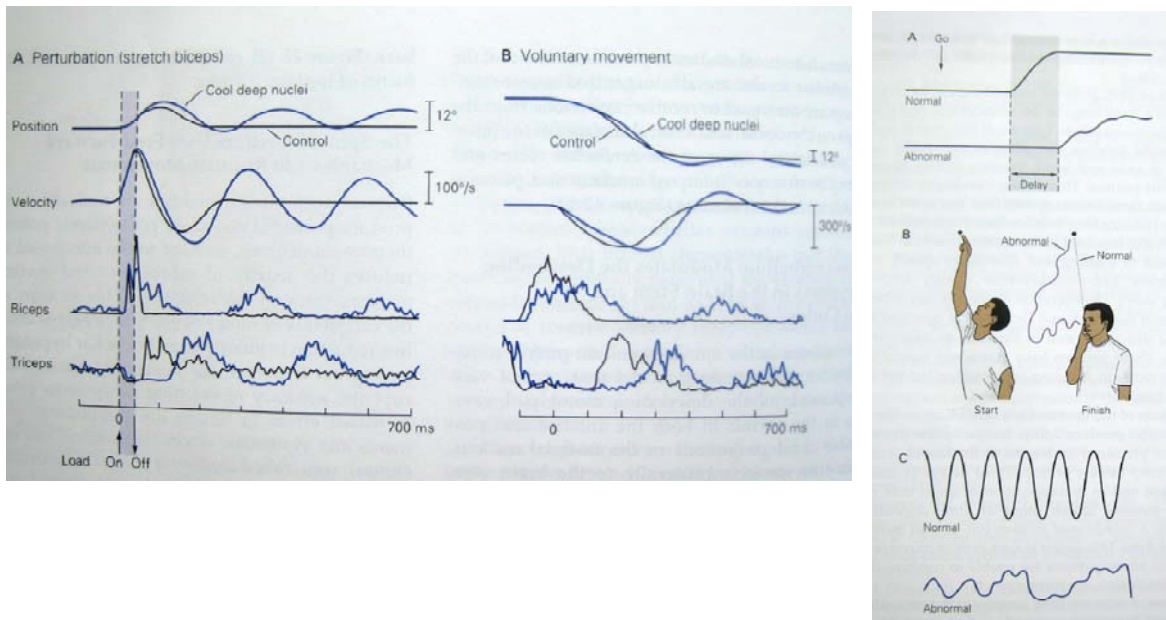 A Perturbation (stretch biceps)
Cool deep nuclei
Position
Control
12°
Velocity
100°/s
Biceps
Triceps
0
700 ms
Load On Off
B Voluntary movement
Cool deep nuclei
Control
12°
300°/s
0
700 ms
A
Go
Normal
Abnormal
Delay
B
Abnormal
Normal
Start
Finish
C
Normal
Abnormal